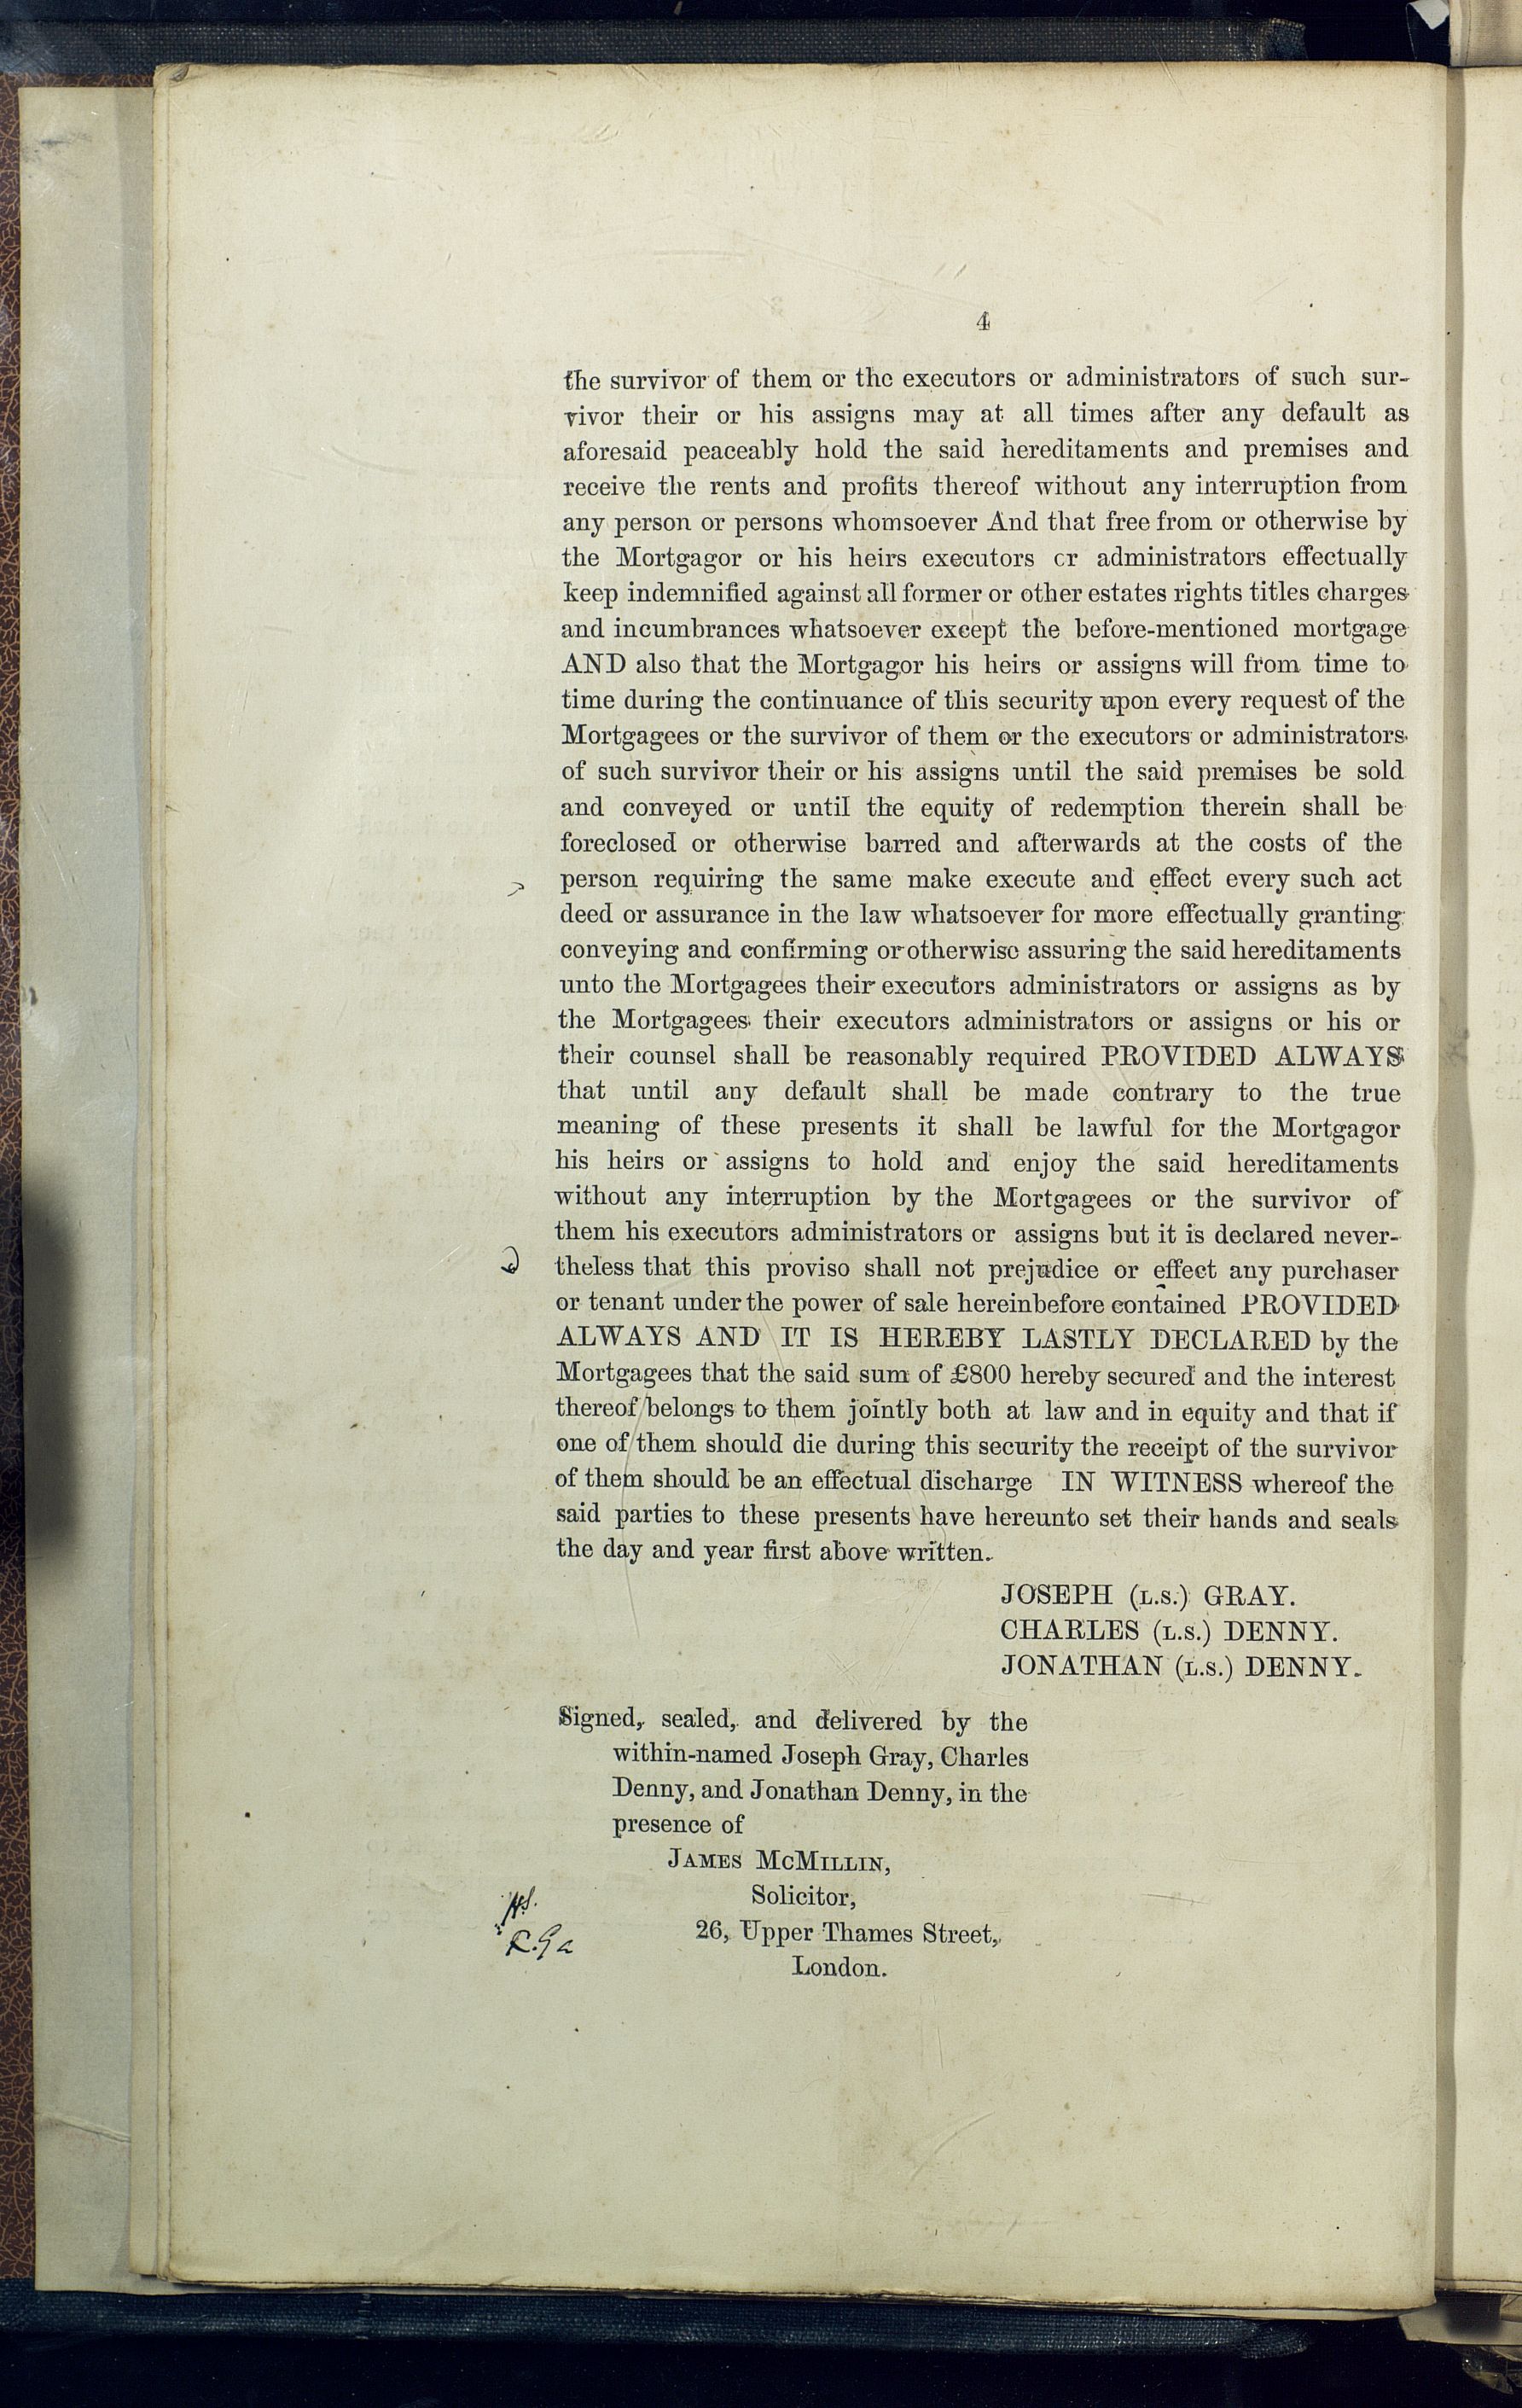 4
the survivor of them or the executors or administrators of such sur-
vivor their or his assigns may at all times after any default as
aforesaid peaceably hold the said hereditaments and premises and
receive the rents and profits thereof without any interruption from
any person or persons whomsoever And that free from or otherwise by
the Mortgagor or his heirs executors or administrators effectually
keep indemnified against all former or other estates rights titles charges
and incumbrances whatsoever except the before-mentioned mortgage
AND also that the Mortgagor his heirs or assigns will from time to
time during the continuance of this security upon every request of the
Mortgagees or the survivor of them or the executors or administrators
of such survivor their or his assigns until the said premises be sold
and conveyed or until the equity of redemption therein shall be
foreclosed or otherwise barred and afterwards at the costs of the
person requiring the same make execute and effect every such act
deed or assurance in the law whatsoever for more effectually granting
conveying and confirming or otherwise assuring the said hereditaments
unto the Mortgagees their executors administrators or assigns as by
the Mortgagees their executors administrators or assigns or his or
their counsel shall be reasonably required PROVIDED ALWAYS
that until any default shall be made contrary to the true
meaning of these presents it shall be lawful for the Mortgagor
his heirs or assigns to hold and enjoy the said hereditaments
without any interruption by the Mortgagees or the survivor of
them his executors administrators or assigns but it is declared never-
theless that this proviso shall not prejudice or effect any purchaser
or tenant under the power of sale hereinbefore contained PROVIDED
ALWAYS AND IT IS HEREBY LASTLY DECLARED by the
Mortgagees that the said sum of £800 hereby secured and the interest
thereof belongs to them jointly both at law and in equity and that if
one of them should die during this security the receipt of the survivor
of them should be an effectual discharge IN WITNESS whereof the
said parties to these presents have hereunto set their hands and seals
the day and year first above written.
JOSEPH (L.S.) GRAY.
CHARLES (L.S.) DENNY.
JONATHAN (L.S.) DENNY.
Signed, sealed, and delivered by the
within-named Joseph Gray, Charles
Denny, and Jonathan Denny, in the
presence of
JAMES MCMILLIN,
Solicitor,
26, Upper Thames Street,
London.